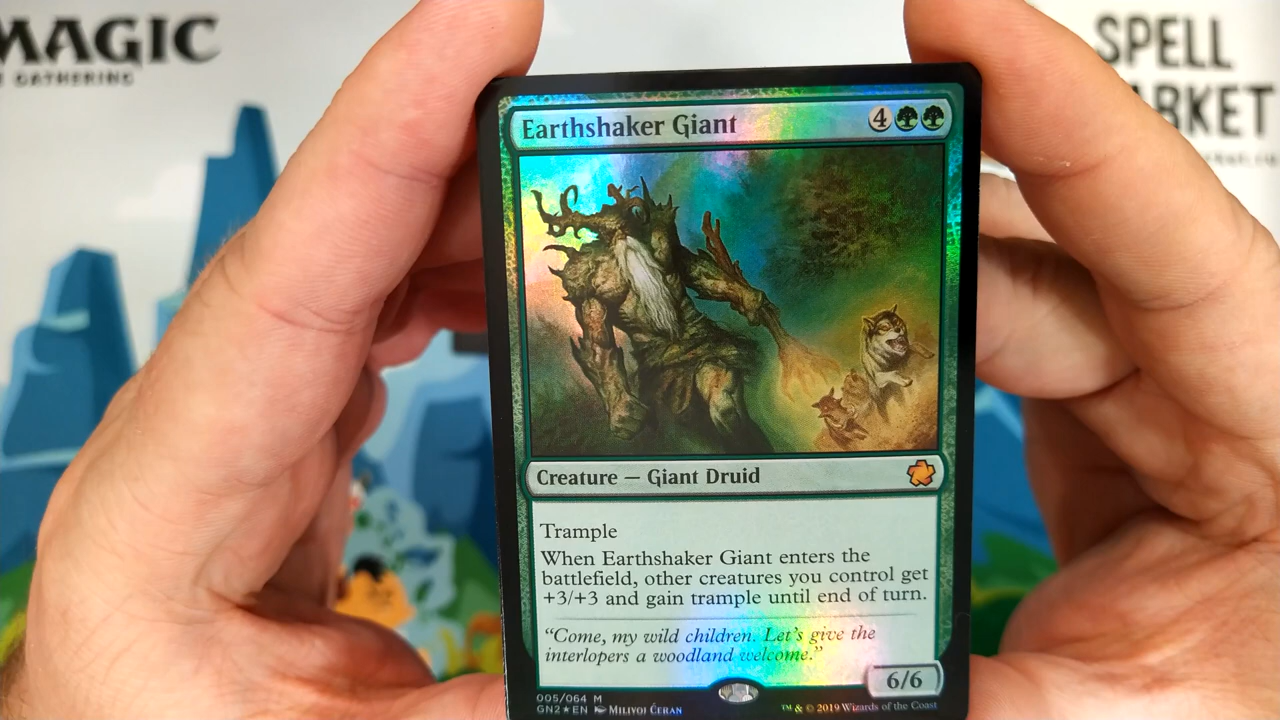 MAGIC
GATHERING
SPELL
MARKET
Earthshaker Giant
4
Creature — Giant Druid
Trample
When Earthshaker Giant enters the
battlefield, other creatures you control get
+3/+3 and gain trample until end of turn.
“Come, my wild children. Let’s give the
interlopers a woodland welcome.”
6/6
005/064 M
GN2★EN MILIVOJ ĆERAN
™ & © 2019 Wizards of the Coast